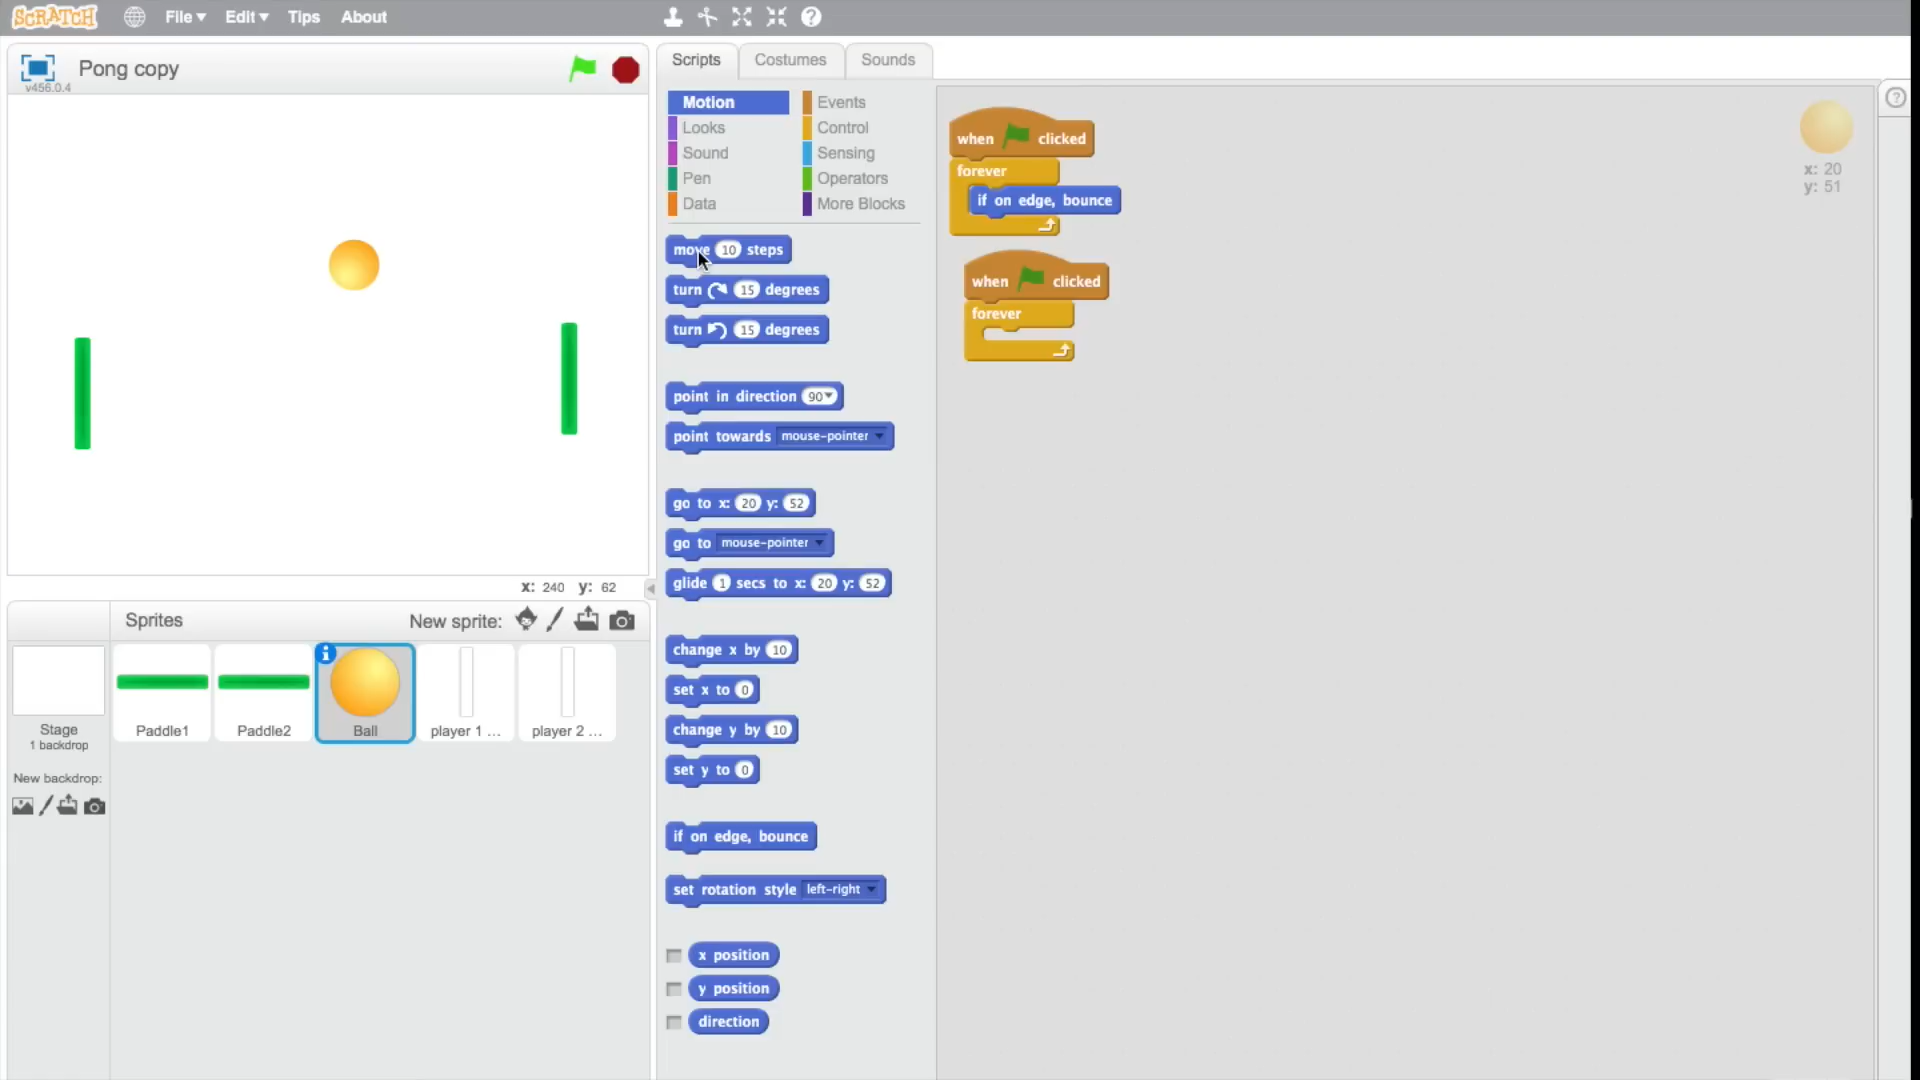 SCRATCH File▾ Edit▾ Tips About ?
v456.0.4
Pong copy
x: 240 y: 62
Sprites New sprite:
Stage
1 backdrop
New backdrop:
i
Paddle1 Paddle2 Ball player 1 ... player 2 ...
Scripts Costumes Sounds
Motion Events
Looks Control
Sound Sensing
Pen Operators
Data More Blocks
move 10 steps
turn 15 degrees
turn 15 degrees
point in direction 90▾
point towards mouse-pointer
go to x: 20 y: 52
go to mouse-pointer
glide 1 secs to x: 20 y: 52
change x by 10
set x to 0
change y by 10
set y to 0
if on edge, bounce
set rotation style left-right
x position
y position
direction
when clicked
forever
if on edge, bounce
when clicked
forever
x: 20
y: 51
?